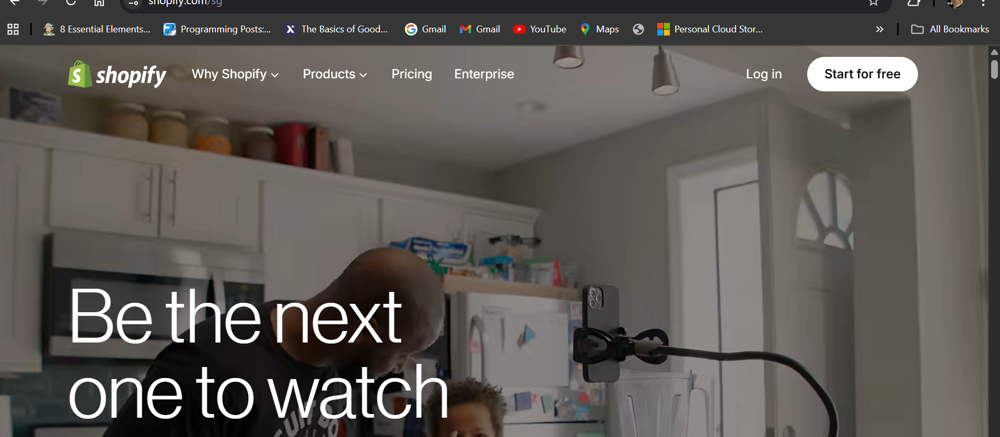 shopify.com/sg
8 Essential Elements... Programming Posts:... The Basics of Good... Gmail Gmail YouTube Maps Personal Cloud Stor... All Bookmarks
shopify Why Shopify Products Pricing Enterprise Log in Start for free
Be the next
one to watch